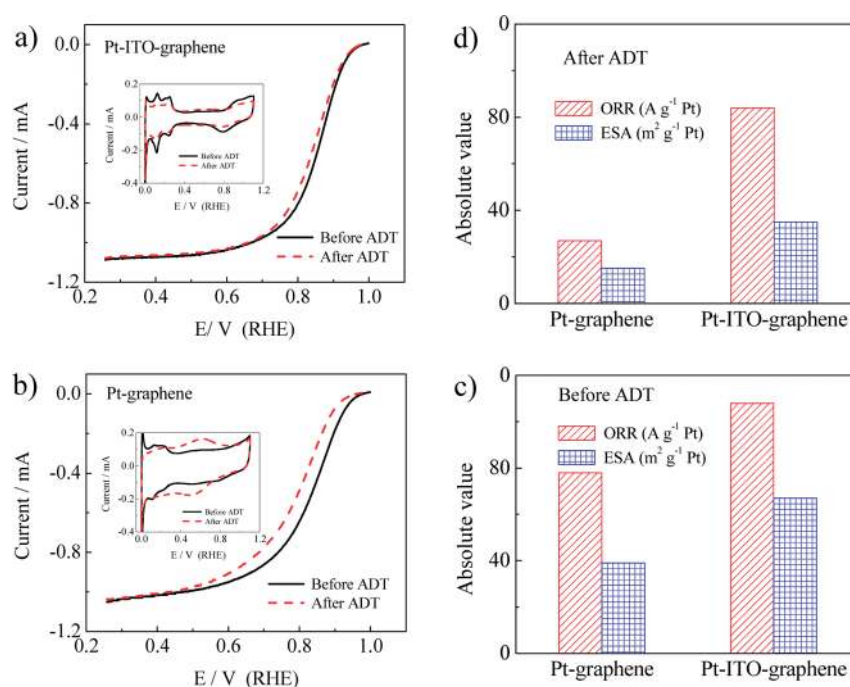 a)
Pt-ITO-graphene
0.0
-0.4
-0.8
-1.2
Current / mA
0.2
0.0
-0.2
-0.4
Current / mA
Before ADT
After ADT
0.0 0.4 0.8 1.2
E / V (RHE)
Before ADT
After ADT
0.2 0.4 0.6 0.8 1.0
E/ V (RHE)
d)
After ADT
ORR (A g⁻¹ Pt)
ESA (m² g⁻¹ Pt)
0
80
40
0
Absolute value
Pt-graphene Pt-ITO-graphene
b)
Pt-graphene
0.0
-0.4
-0.8
-1.2
Current / mA
0.2
0.0
-0.2
-0.4
Current / mA
Before ADT
After ADT
0.0 0.4 0.8 1.2
E / V (RHE)
Before ADT
After ADT
0.2 0.4 0.6 0.8 1.0
E / V (RHE)
c)
Before ADT
ORR (A g⁻¹ Pt)
ESA (m² g⁻¹ Pt)
0
80
40
0
Absolute value
Pt-graphene Pt-ITO-graphene